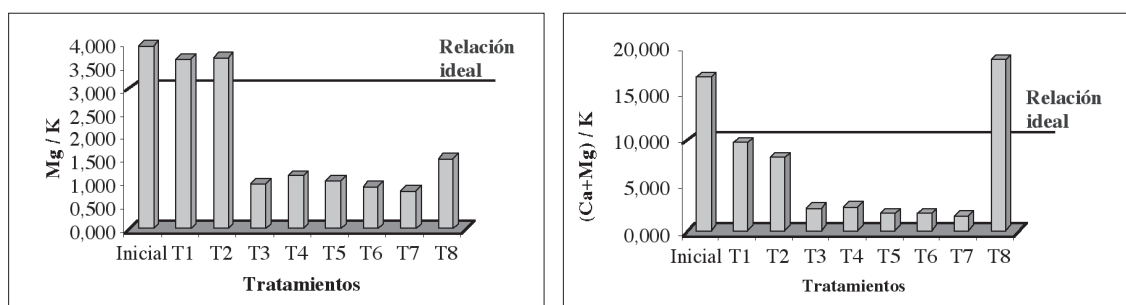 4,000
3,500
3,000
2,500
2,000
1,500
1,000
0,500
0,000
Mg / K
Relación
ideal
Inicial T1 T2 T3 T4 T5 T6 T7 T8
Tratamientos
20,000
15,000
10,000
5,000
0,000
(Ca+Mg) / K
Relación
ideal
Inicial T1 T2 T3 T4 T5 T6 T7 T8
Tratamientos